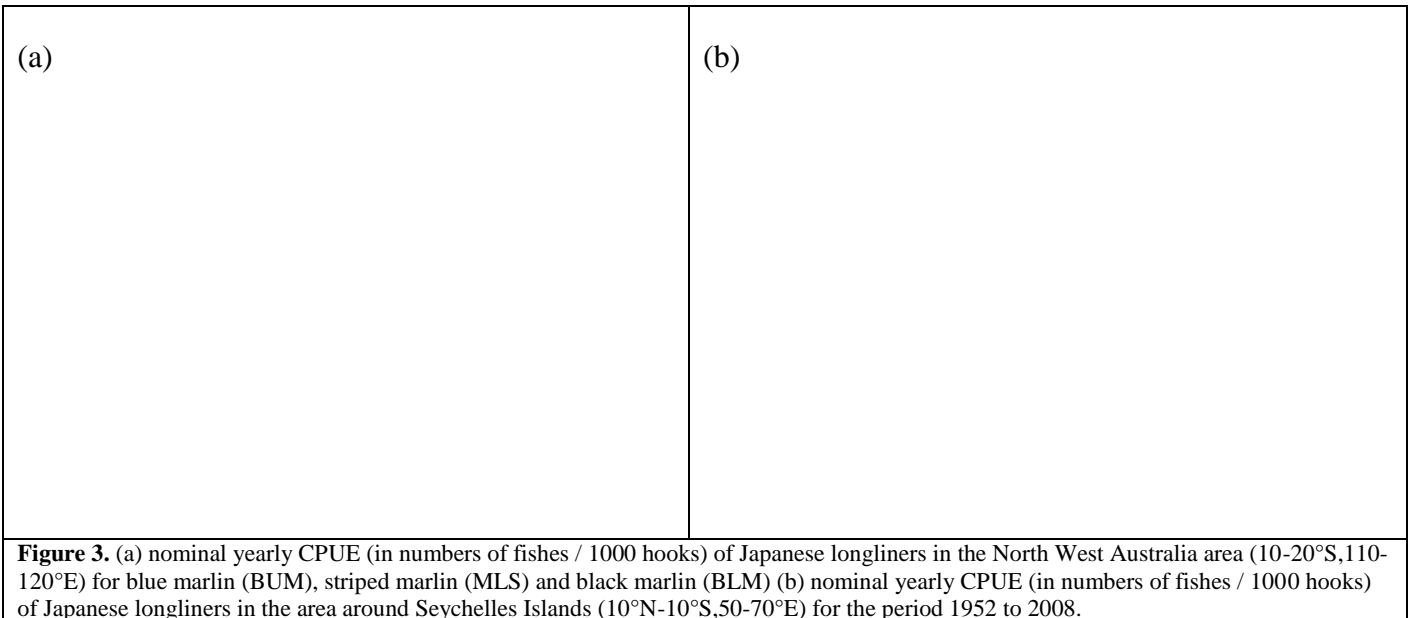 (a)
(b)
Figure 3. (a) nominal yearly CPUE (in numbers of fishes / 1000 hooks) of Japanese longliners in the North West Australia area (10-20°S,110-
120°E) for blue marlin (BUM), striped marlin (MLS) and black marlin (BLM) (b) nominal yearly CPUE (in numbers of fishes / 1000 hooks)
of Japanese longliners in the area around Seychelles Islands (10°N-10°S,50-70°E) for the period 1952 to 2008.